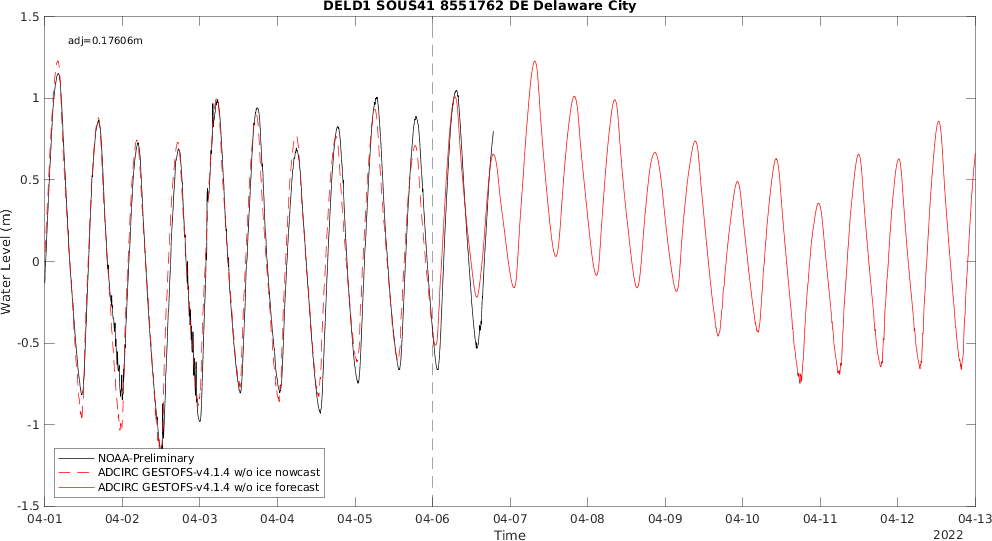 DELD1 SOUS41 8551762 DE Delaware City
adj=0.17606m
1.5
1
0.5
0
-0.5
-1
-1.5
Water Level (m)
NOAA-Preliminary
ADCIRC GESTOFS-v4.1.4 w/o ice nowcast
ADCIRC GESTOFS-v4.1.4 w/o ice forecast
04-01 04-02 04-03 04-04 04-05 04-06 04-07 04-08 04-09 04-10 04-11 04-12 04-13
Time
2022